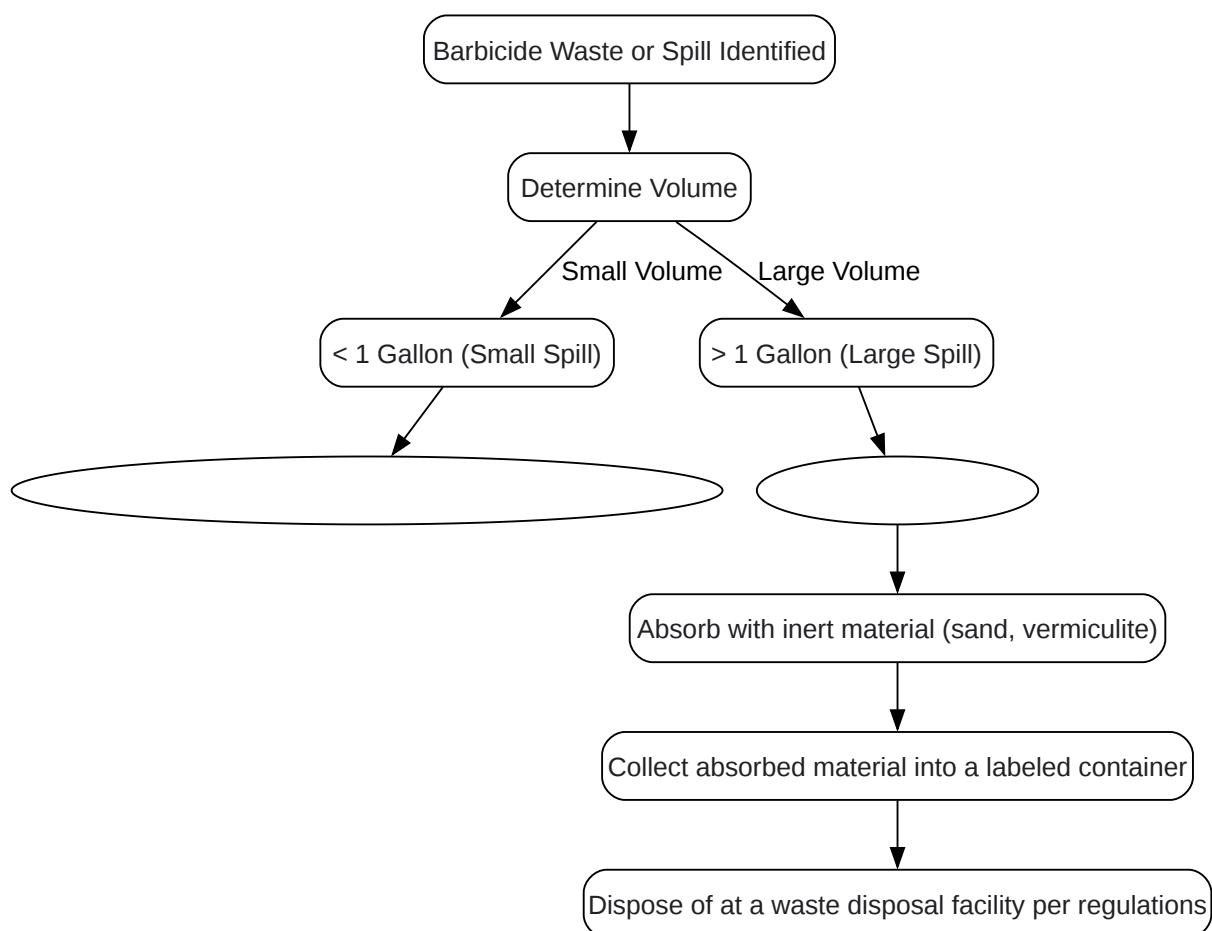 Barbicide Waste or Spill Identified
Determine Volume
Small Volume
Large Volume
< 1 Gallon (Small Spill)
> 1 Gallon (Large Spill)
Absorb with inert material (sand, vermiculite)
Collect absorbed material into a labeled container
Dispose of at a waste disposal facility per regulations